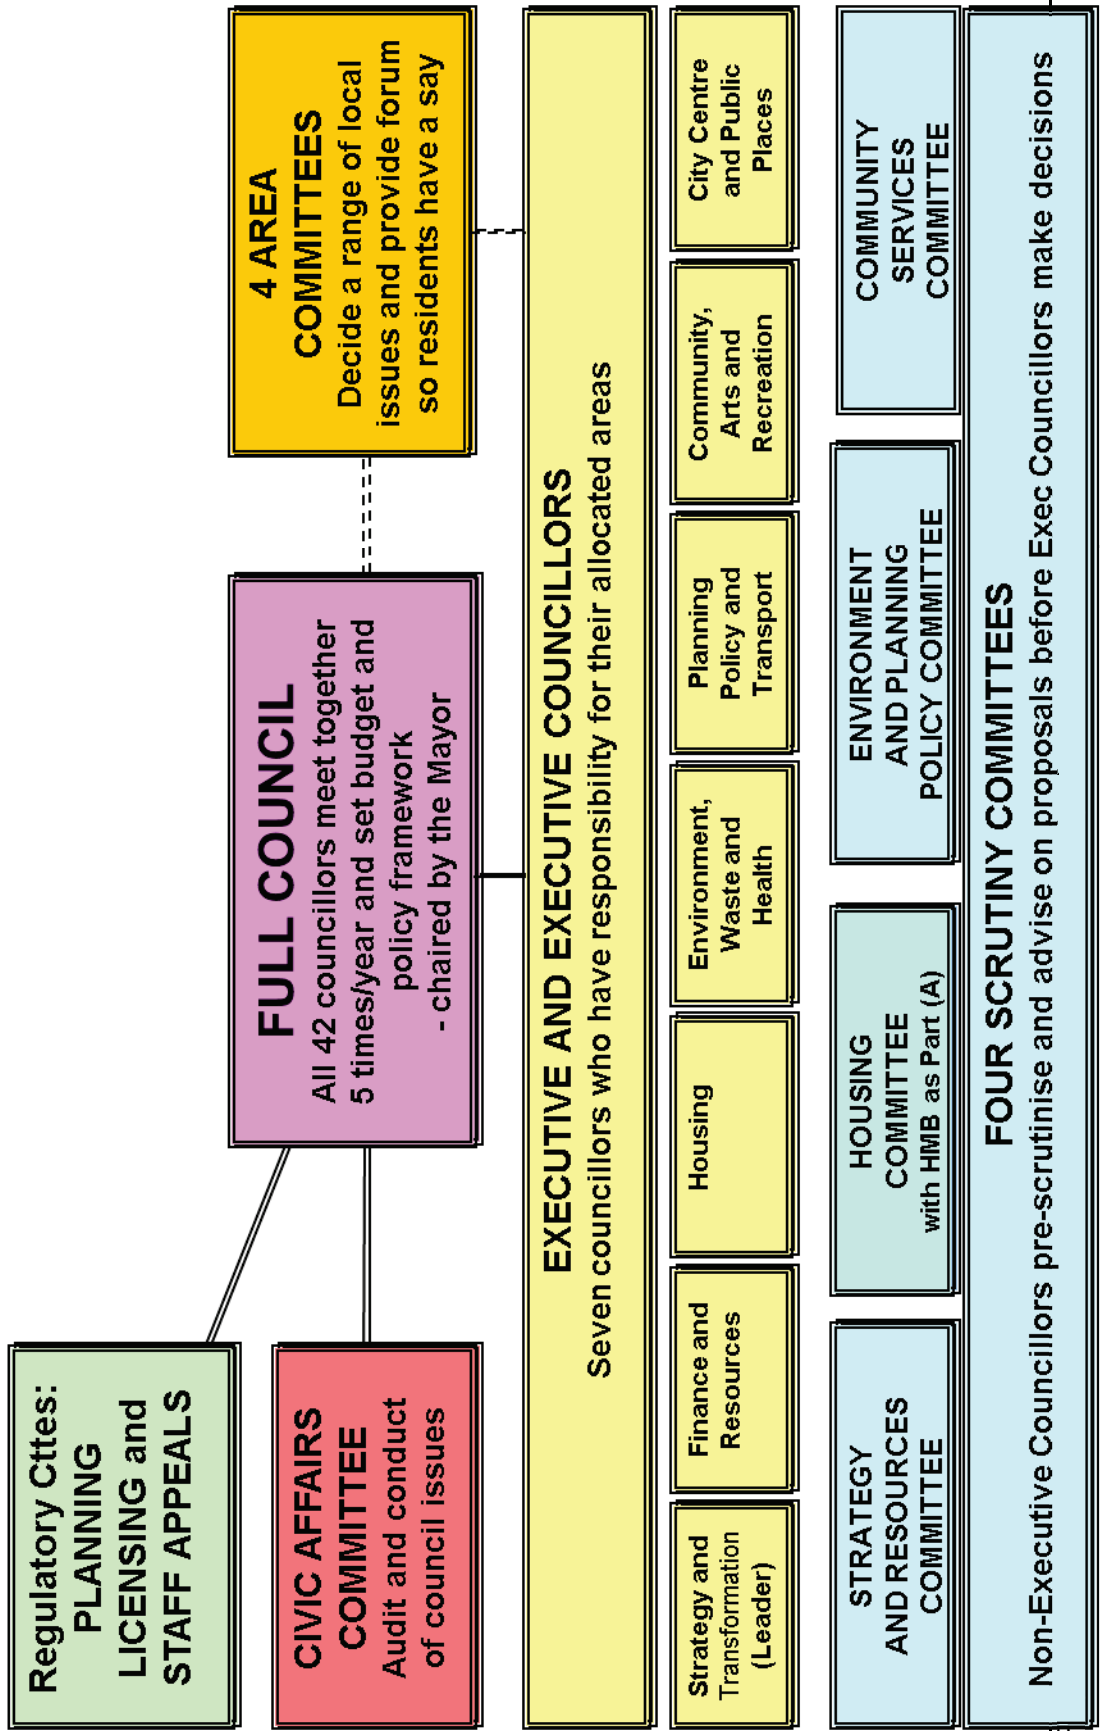 Regulatory Cttes:
PLANNING
LICENSING and
STAFF APPEALS
CIVIC AFFAIRS
COMMITTEE
Audit and conduct
of council issues
FULL COUNCIL
All 42 councillors meet together
5 times/year and set budget and
policy framework
- chaired by the Mayor
4 AREA
COMMITTEES
Decide a range of local
issues and provide forum
so residents have a say
EXECUTIVE AND EXECUTIVE COUNCILLORS
Seven councillors who have responsibility for their allocated areas
Strategy and
Transformation
(Leader)
Finance and
Resources
Housing
Environment,
Waste and
Health
Planning
Policy and
Transport
Community,
Arts and
Recreation
City Centre
and Public
Places
STRATEGY
AND RESOURCES
COMMITTEE
HOUSING
COMMITTEE
with HMB as Part (A)
ENVIRONMENT
AND PLANNING
POLICY COMMITTEE
COMMUNITY
SERVICES
COMMITTEE
FOUR SCRUTINY COMMITTEES
Non-Executive Councillors pre-scrutinise and advise on proposals before Exec Councillors make decisions